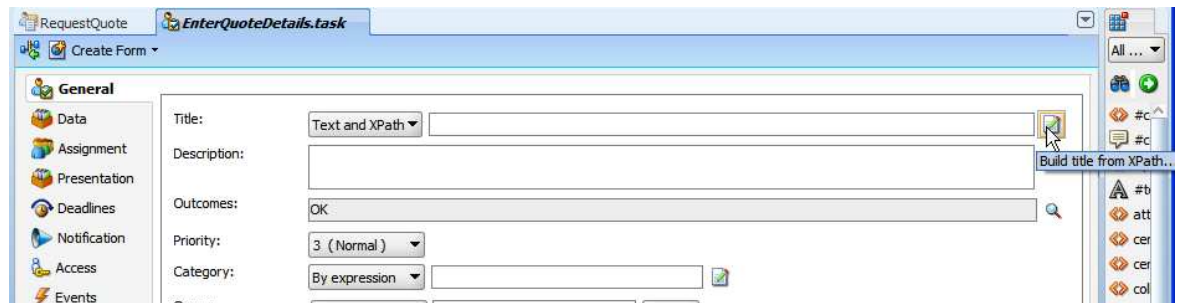 RequestQuote EnterQuoteDetails.task
Create Form All ...
General
Data Title: Text and XPath #c
Assignment Description: #c
Build title from XPath...
Presentation #b
Deadlines Outcomes: OK att
Notification Priority: 3 (Normal) cer
Access Category: By expression cer
Events col